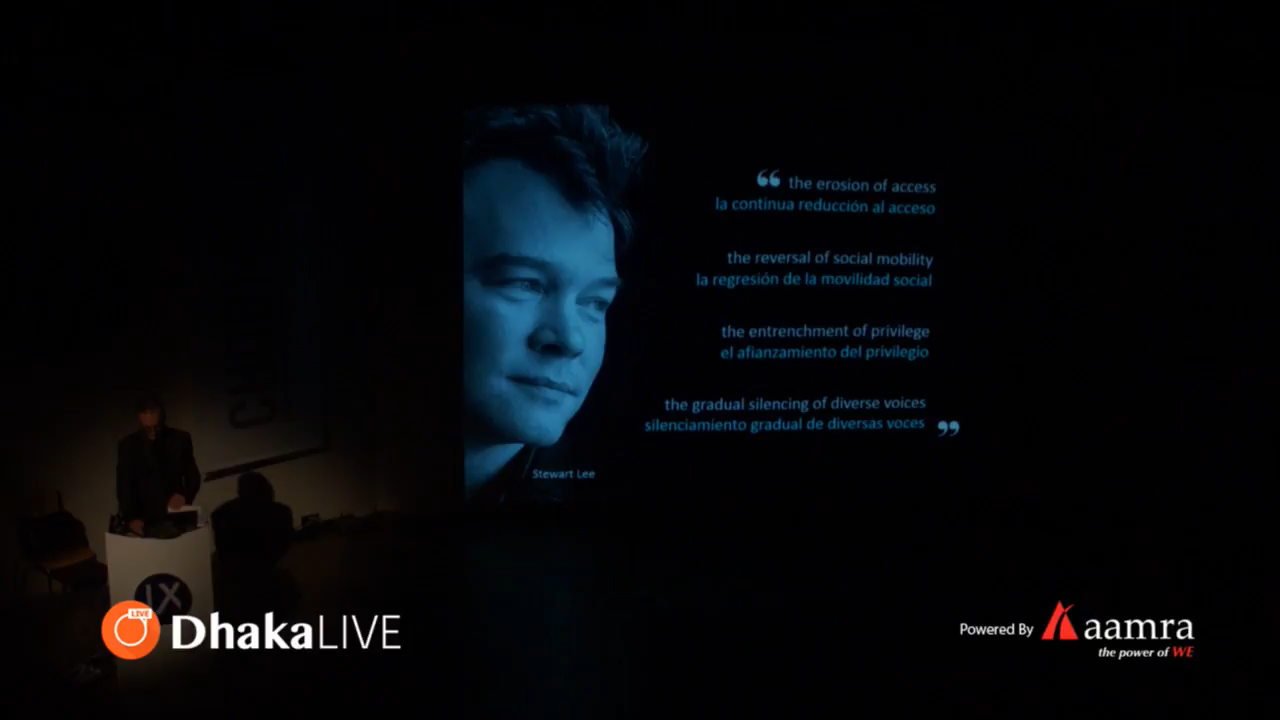 ❝ the erosion of access
la continua reducción al acceso
the reversal of social mobility
la regresión de la movilidad social
the entrenchment of privilege
el afianzamiento del privilegio
the gradual silencing of diverse voices
silenciamiento gradual de diversas voces ❞
Stewart Lee
IX
LIVE
DhakaLIVE
Powered By aamra
the power of WE